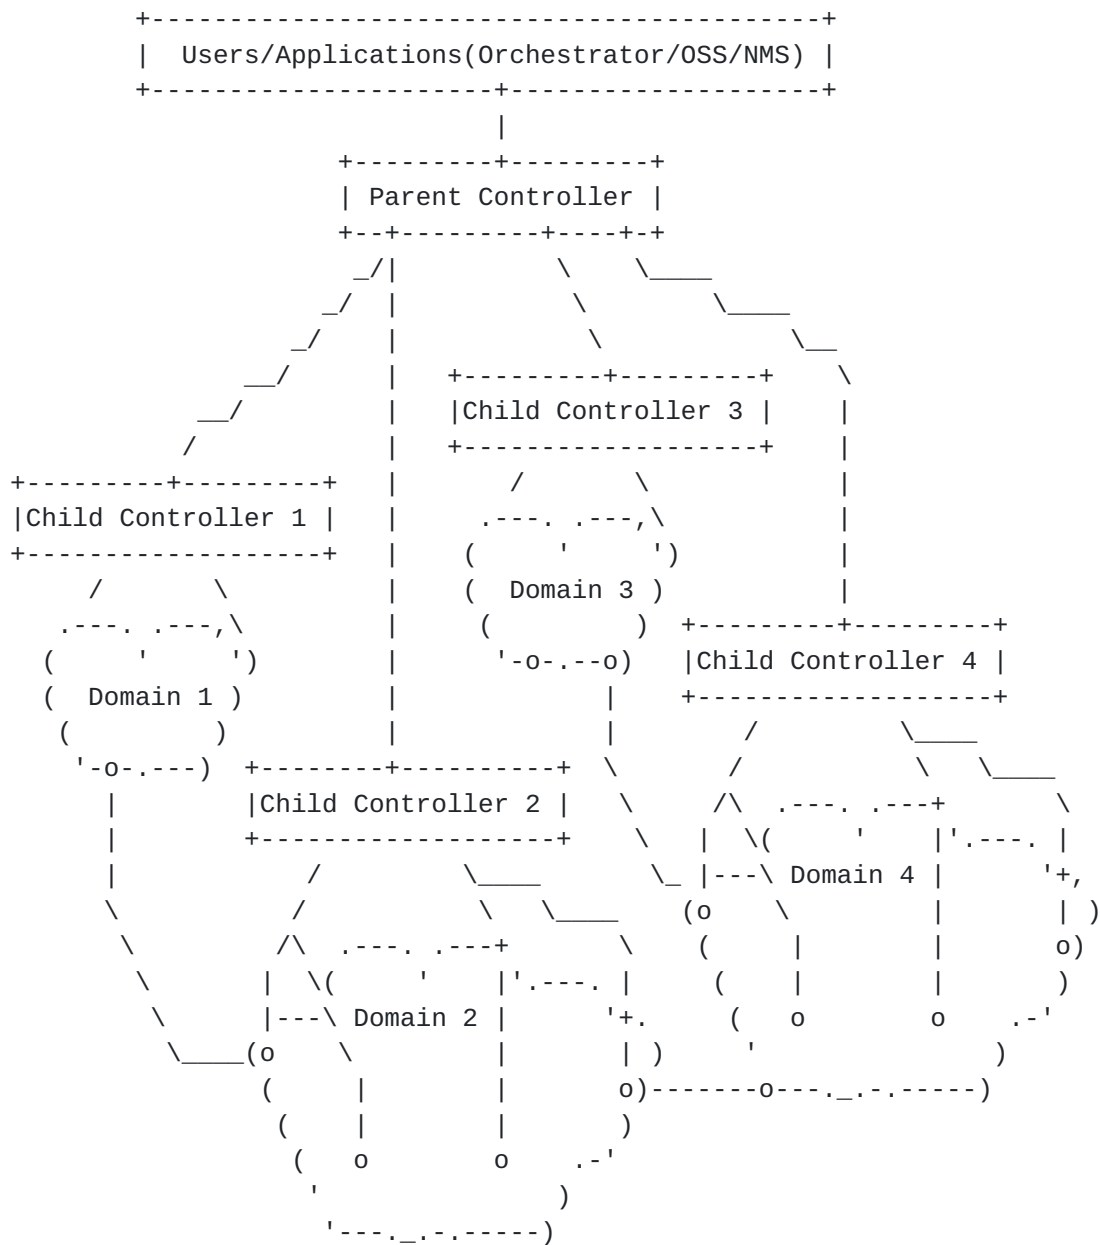 Users/Applications(Orchestrator/OSS/NMS)
Parent Controller
Child Controller 3
Child Controller 1
Domain 3
Child Controller 4
Domain 1
Child Controller 2
Domain 4
Domain 2